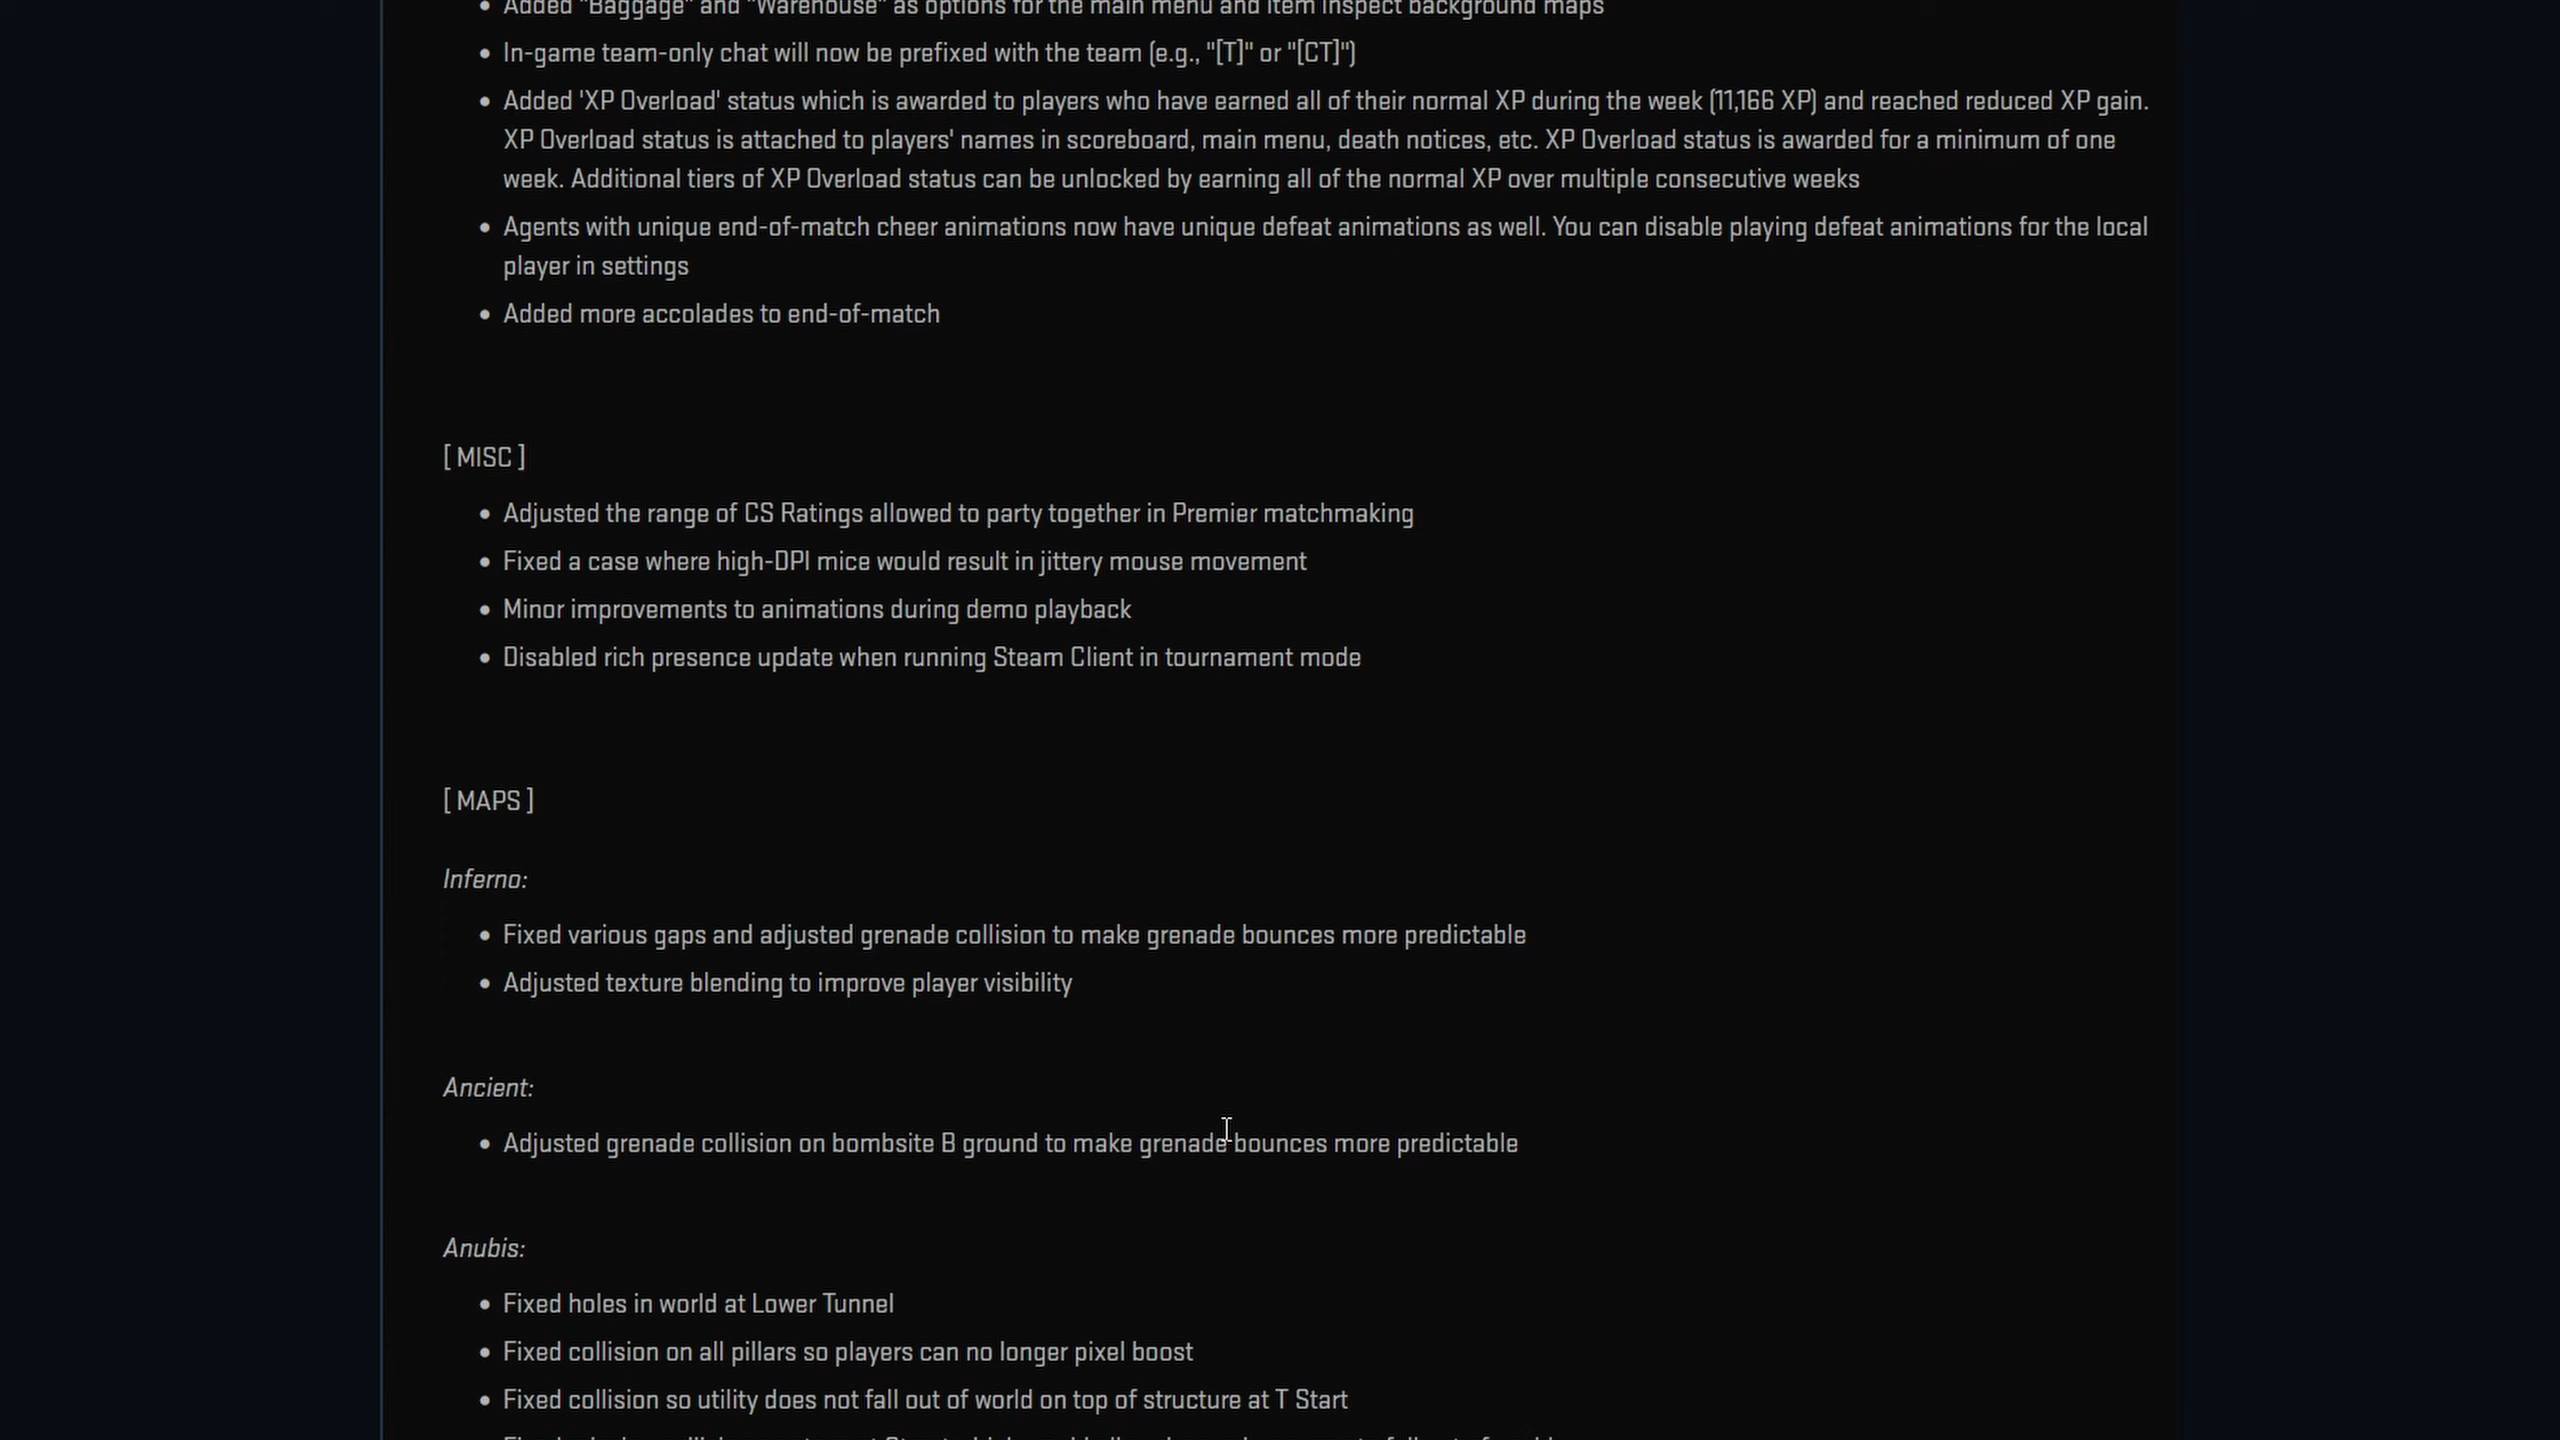 Added "Baggage" and "Warehouse" as options for the main menu and item inspect background maps
In-game team-only chat will now be prefixed with the team (e.g., "[T]" or "[CT]")
Added 'XP Overload' status which is awarded to players who have earned all of their normal XP during the week (11,166 XP) and reached reduced XP gain.
XP Overload status is attached to players' names in scoreboard, main menu, death notices, etc. XP Overload status is awarded for a minimum of one
week. Additional tiers of XP Overload status can be unlocked by earning all of the normal XP over multiple consecutive weeks
Agents with unique end-of-match cheer animations now have unique defeat animations as well. You can disable playing defeat animations for the local
player in settings
Added more accolades to end-of-match
[ MISC ]
Adjusted the range of CS Ratings allowed to party together in Premier matchmaking
Fixed a case where high-DPI mice would result in jittery mouse movement
Minor improvements to animations during demo playback
Disabled rich presence update when running Steam Client in tournament mode
[ MAPS ]
Inferno:
Fixed various gaps and adjusted grenade collision to make grenade bounces more predictable
Adjusted texture blending to improve player visibility
Ancient:
Adjusted grenade collision on bombsite B ground to make grenade bounces more predictable
Anubis:
Fixed holes in world at Lower Tunnel
Fixed collision on all pillars so players can no longer pixel boost
Fixed collision so utility does not fall out of world on top of structure at T Start